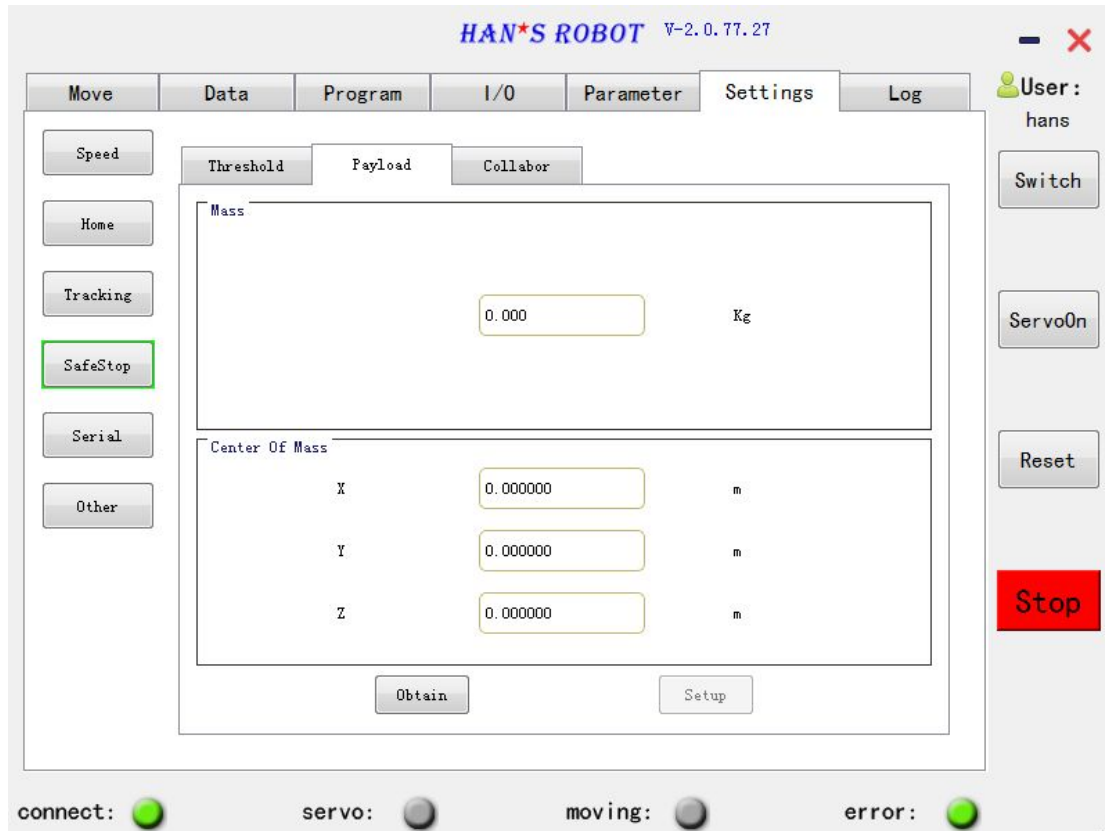 HAN★S ROBOT V-2.0.77.27
Move Data Program I/O Parameter Settings Log
User:
hans
Switch
ServoOn
Reset
Stop
Speed
Home
Tracking
SafeStop
Serial
Other
Threshold Payload Collabor
Mass
0.000 Kg
Center Of Mass
X 0.000000 m
Y 0.000000 m
Z 0.000000 m
Obtain Setup
connect: servo: moving: error: